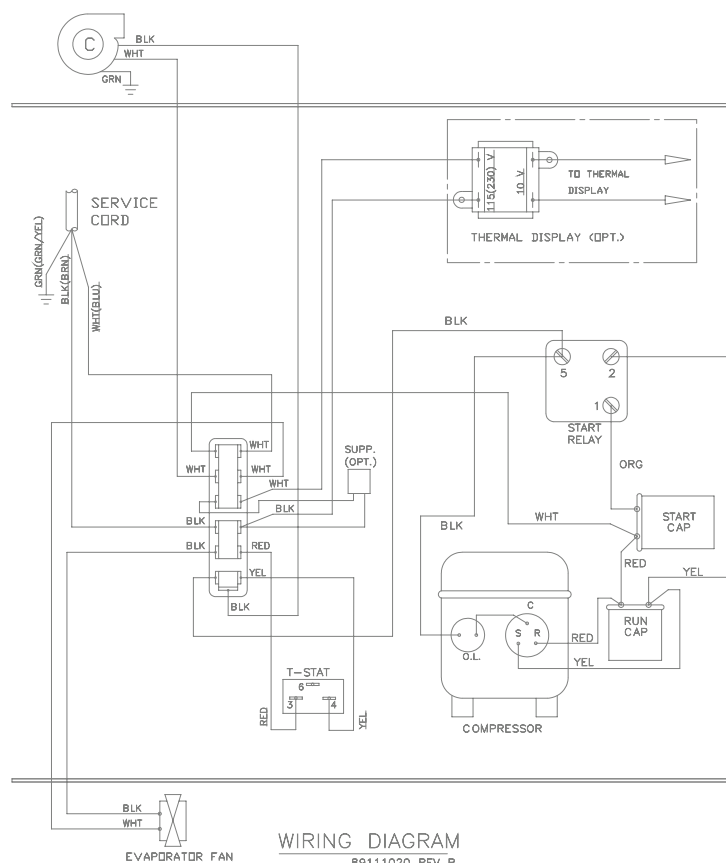 C
BLK
WHT
GRN
115(230) V
10 V
TO THERMAL
DISPLAY
THERMAL DISPLAY (OPT.)
SERVICE
CORD
GRN(GRN/YEL)
BLK(BRN)
WHT(BLU)
BLK
5
2
1
START
RELAY
ORG
WHT
WHT
WHT
WHT
SUPP.
(OPT.)
BLK
BLK
BLK
RED
YEL
BLK
BLK
WHT
START
CAP
RED
YEL
RUN
CAP
C
S
R
O.L.
RED
YEL
COMPRESSOR
T-STAT
6
3
4
RED
YEL
BLK
WHT
EVAPORATOR FAN
WIRING DIAGRAM
89111020 REV B